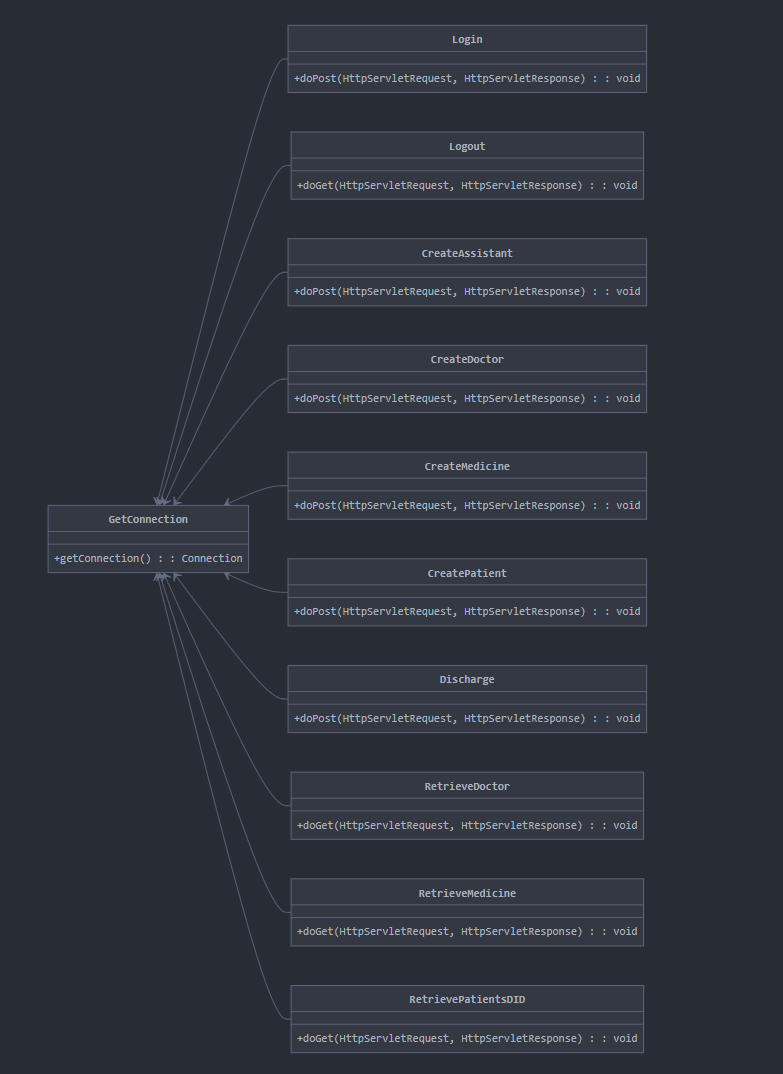 Login
+doPost(HttpServletRequest, HttpServletResponse) : : void
Logout
+doGet(HttpServletRequest, HttpServletResponse) : : void
CreateAssistant
+doPost(HttpServletRequest, HttpServletResponse) : : void
CreateDoctor
+doPost(HttpServletRequest, HttpServletResponse) : : void
CreateMedicine
+doPost(HttpServletRequest, HttpServletResponse) : : void
GetConnection
+getConnection() : : Connection
CreatePatient
+doPost(HttpServletRequest, HttpServletResponse) : : void
Discharge
+doPost(HttpServletRequest, HttpServletResponse) : : void
RetrieveDoctor
+doGet(HttpServletRequest, HttpServletResponse) : : void
RetrieveMedicine
+doGet(HttpServletRequest, HttpServletResponse) : : void
RetrievePatientsDID
+doGet(HttpServletRequest, HttpServletResponse) : : void